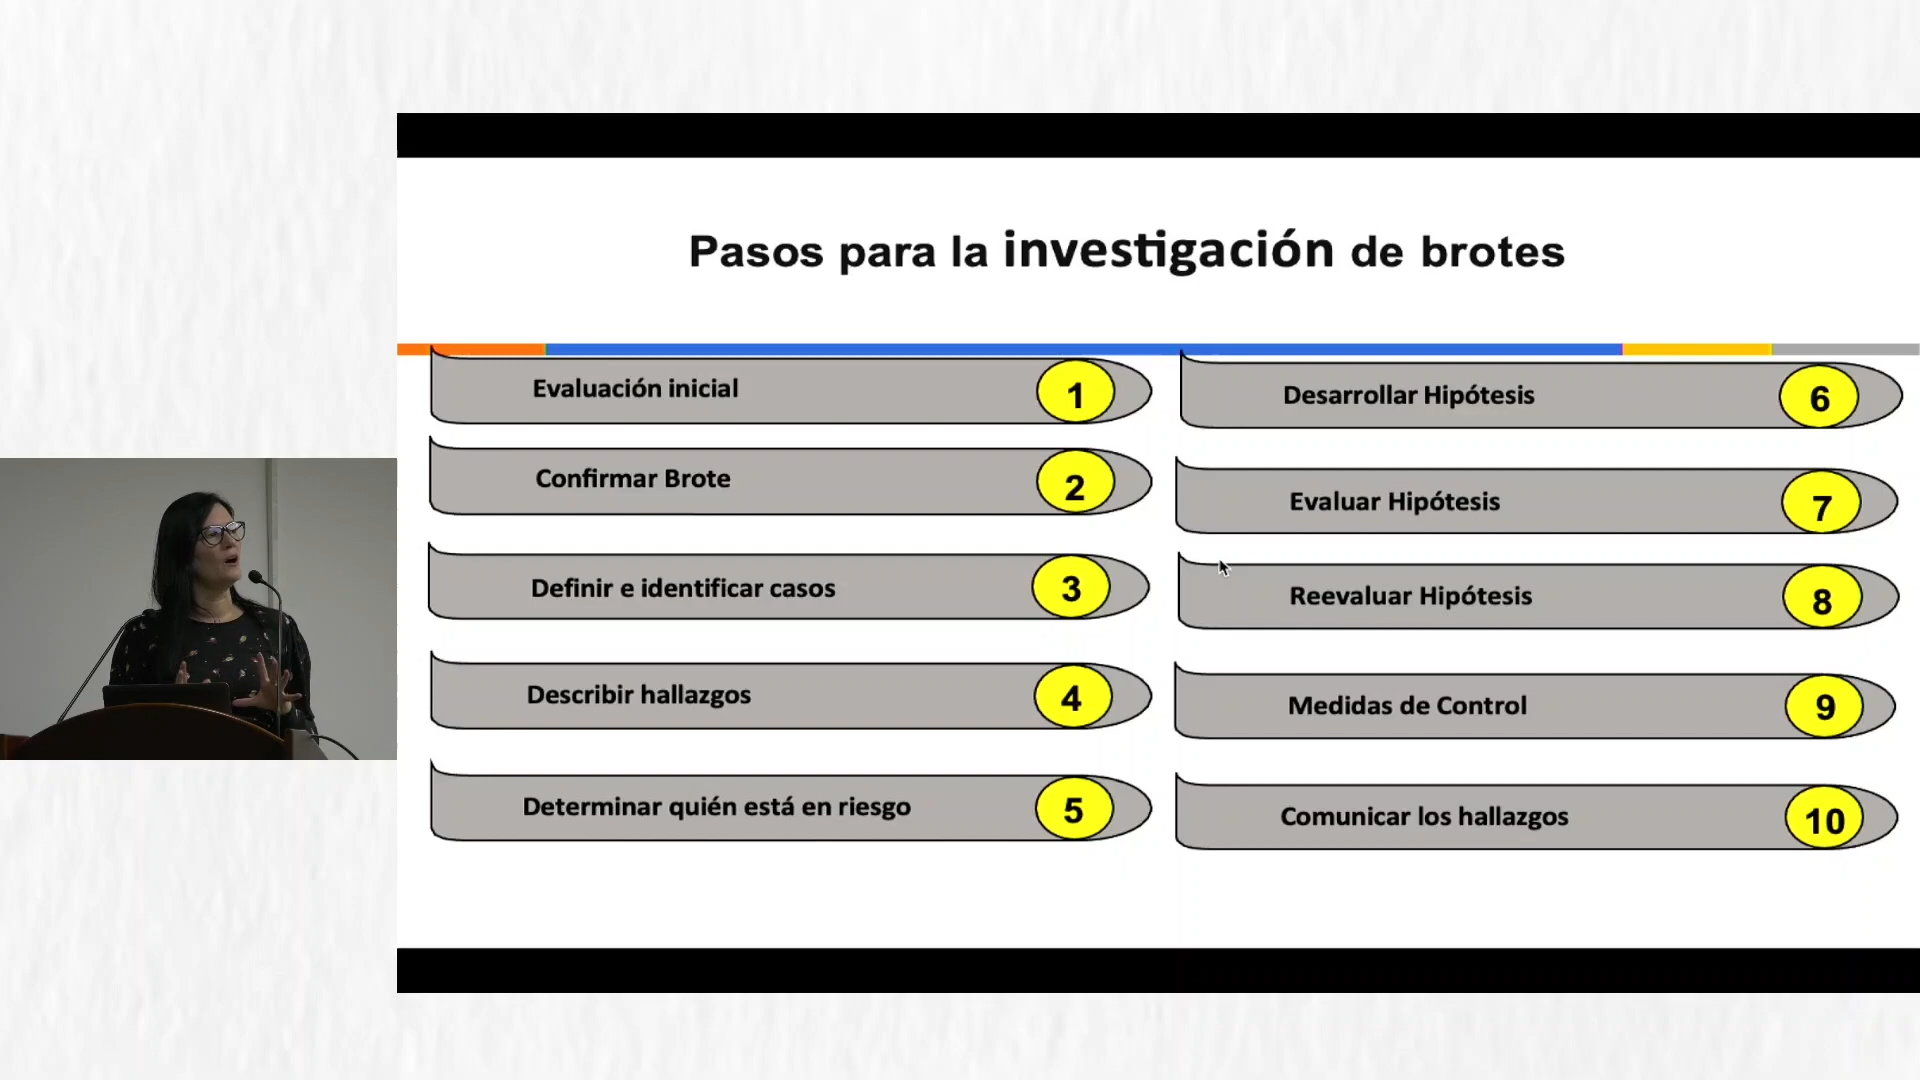 Pasos para la investigación de brotes
Evaluación inicial
1
Confirmar Brote
2
Definir e identificar casos
3
Describir hallazgos
4
Determinar quién está en riesgo
5
Desarrollar Hipótesis
6
Evaluar Hipótesis
7
Reevaluar Hipótesis
8
Medidas de Control
9
Comunicar los hallazgos
10